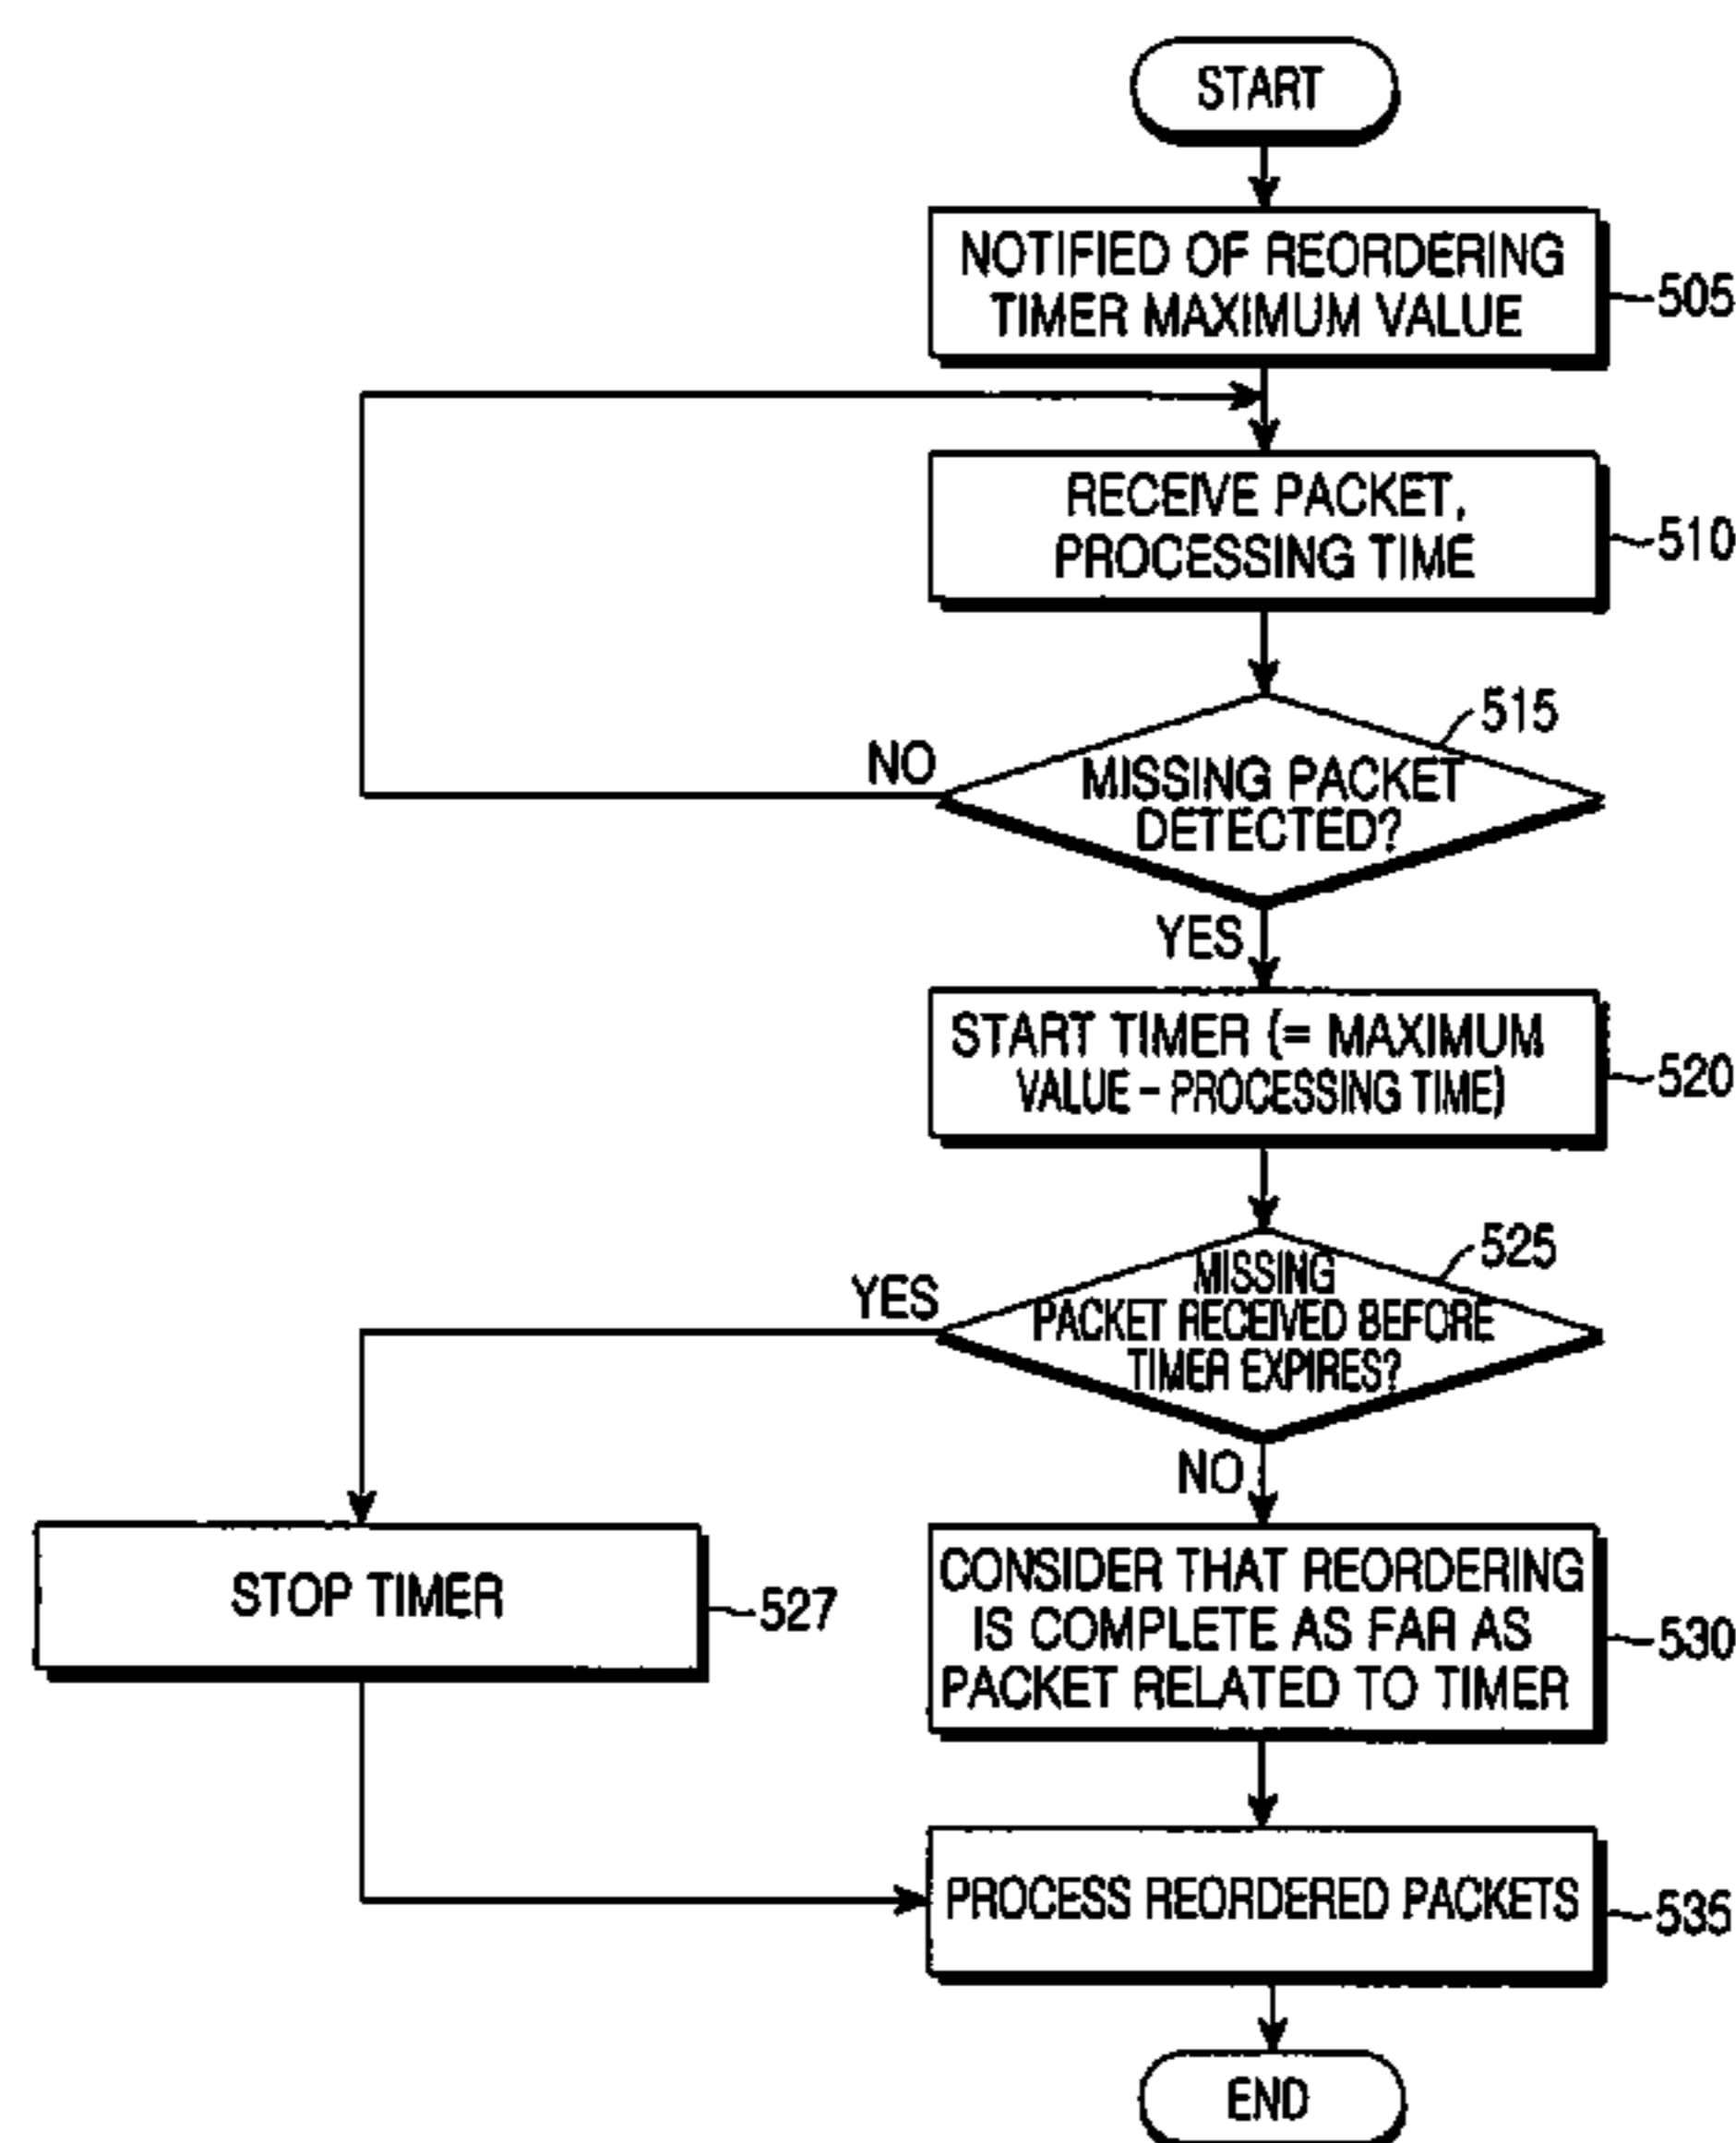 START
NOTIFIED OF REORDERING
TIMER MAXIMUM VALUE
505
RECEIVE PACKET,
PROCESSING TIME
510
515
NO
MISSING PACKET
DETECTED?
YES
START TIMER (= MAXIMUM
VALUE - PROCESSING TIME)
520
525
YES
MISSING
PACKET RECEIVED BEFORE
TIMER EXPIRES?
NO
STOP TIMER
527
CONSIDER THAT REORDERING
IS COMPLETE AS FAR AS
PACKET RELATED TO TIMER
530
PROCESS REORDERED PACKETS
535
END